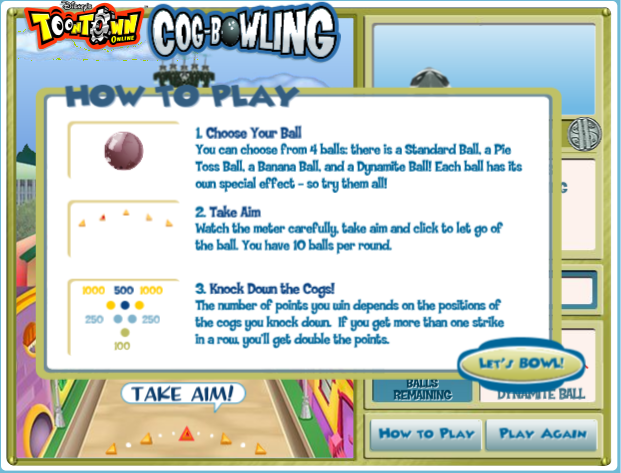 Disney's
TOONTOWN
ONLINE
COG-BOWLING
HOW TO PLAY
1. Choose Your Ball
You can choose from 4 balls: there is a Standard Ball, a Pie
Toss Ball, a Banana Ball, and a Dynamite Ball! Each ball has its
own special effect - so try them all!
2. Take Aim
Watch the meter carefully, take aim and click to let go of
the ball. You have 10 balls per round.
3. Knock Down the Cogs!
1000 500 1000
250 250
100
The number of points you win depends on the positions of
the cogs you knock down. If you get more than one strike
in a row, you'll get double the points.
LET'S BOWL!
TAKE AIM!
BALLS
REMAINING
DYNAMITE BALL
HOW TO PLAY
PLAY AGAIN